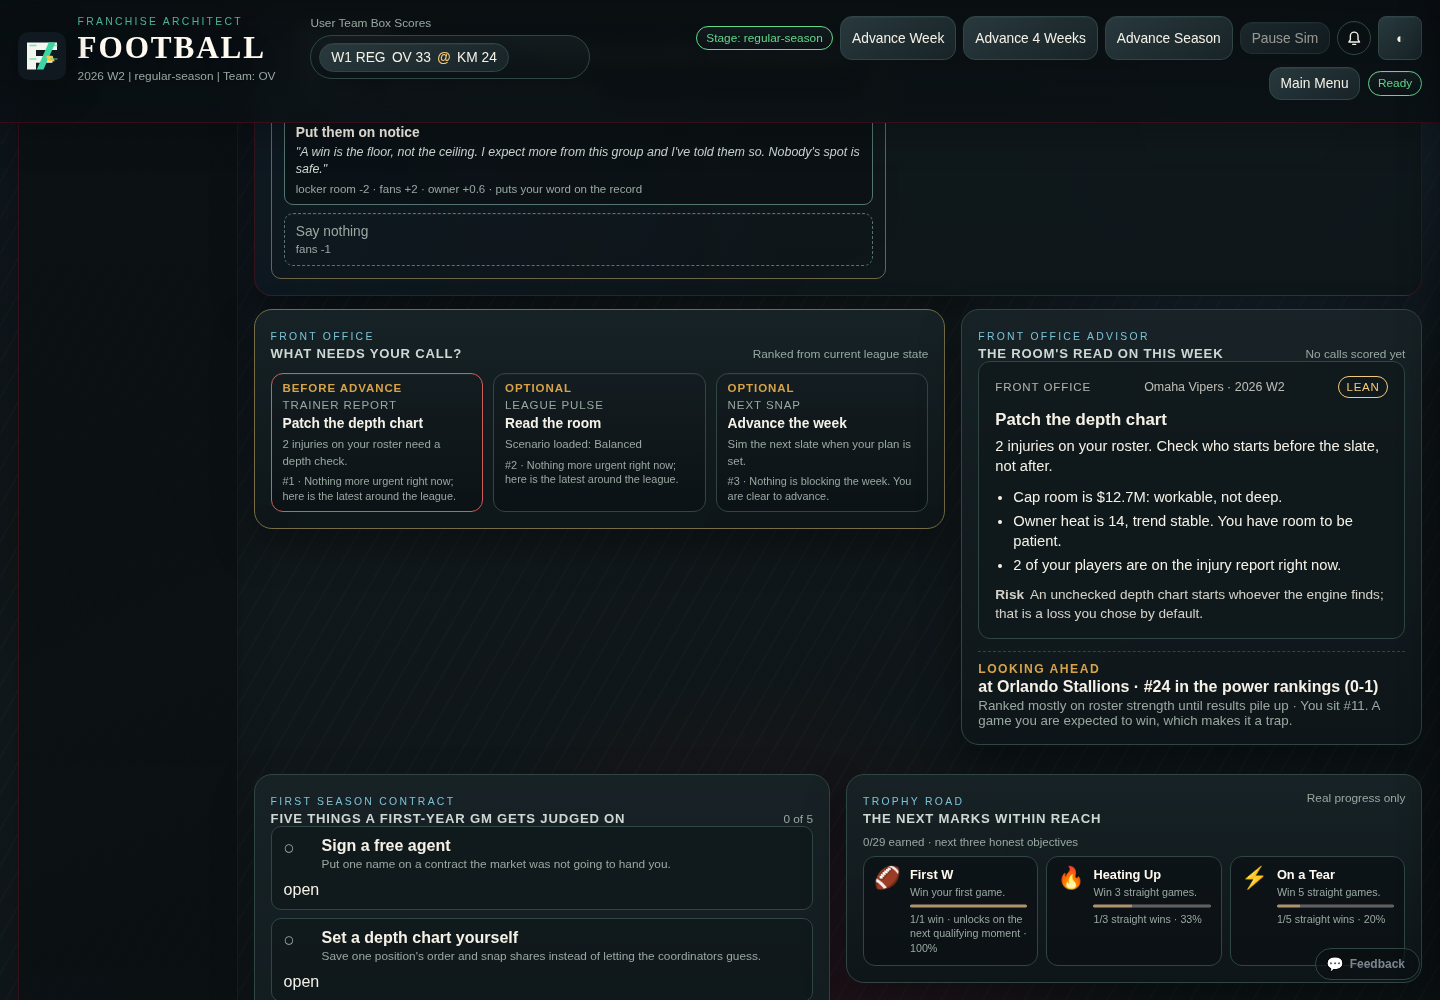 FRANCHISE ARCHITECT
FOOTBALL
2026 W2 | regular-season | Team: OV
User Team Box Scores
W1 REG OV 33 @ KM 24
Stage: regular-season
Advance Week
Advance 4 Weeks
Advance Season
Pause Sim
Main Menu
Ready
Put them on notice
"A win is the floor, not the ceiling. I expect more from this group and I've told them so. Nobody's spot is
safe."
locker room -2 · fans +2 · owner +0.6 · puts your word on the record
Say nothing
fans -1
FRONT OFFICE
WHAT NEEDS YOUR CALL?
Ranked from current league state
BEFORE ADVANCE
TRAINER REPORT
Patch the depth chart
2 injuries on your roster need a
depth check.
#1 · Nothing more urgent right now;
here is the latest around the league.
OPTIONAL
LEAGUE PULSE
Read the room
Scenario loaded: Balanced
#2 · Nothing more urgent right now;
here is the latest around the league.
OPTIONAL
NEXT SNAP
Advance the week
Sim the next slate when your plan is
set.
#3 · Nothing is blocking the week. You
are clear to advance.
FRONT OFFICE ADVISOR
THE ROOM'S READ ON THIS WEEK
No calls scored yet
FRONT OFFICE
Omaha Vipers · 2026 W2
LEAN
Patch the depth chart
2 injuries on your roster. Check who starts before the slate,
not after.
• Cap room is $12.7M: workable, not deep.
• Owner heat is 14, trend stable. You have room to be
patient.
• 2 of your players are on the injury report right now.
Risk An unchecked depth chart starts whoever the engine finds;
that is a loss you chose by default.
LOOKING AHEAD
at Orlando Stallions · #24 in the power rankings (0-1)
Ranked mostly on roster strength until results pile up · You sit #11. A
game you are expected to win, which makes it a trap.
FIRST SEASON CONTRACT
FIVE THINGS A FIRST-YEAR GM GETS JUDGED ON
0 of 5
Sign a free agent
Put one name on a contract the market was not going to hand you.
open
Set a depth chart yourself
Save one position's order and snap shares instead of letting the coordinators guess.
open
TROPHY ROAD
Real progress only
THE NEXT MARKS WITHIN REACH
0/29 earned · next three honest objectives
First W
Win your first game.
1/1 win · unlocks on the
next qualifying moment ·
100%
Heating Up
Win 3 straight games.
1/3 straight wins · 33%
On a Tear
Win 5 straight games.
1/5 straight wins · 20%
Feedback